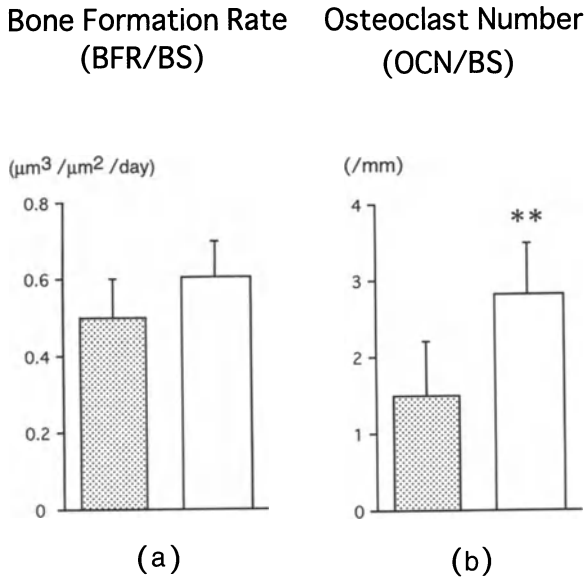 Bone Formation Rate
(BFR/BS)
(μm³/μm²/day)
0.8
0.6
0.4
0.2
0
(a)
Osteoclast Number
(OCN/BS)
(/mm)
4
3
2
1
0
**
(b)